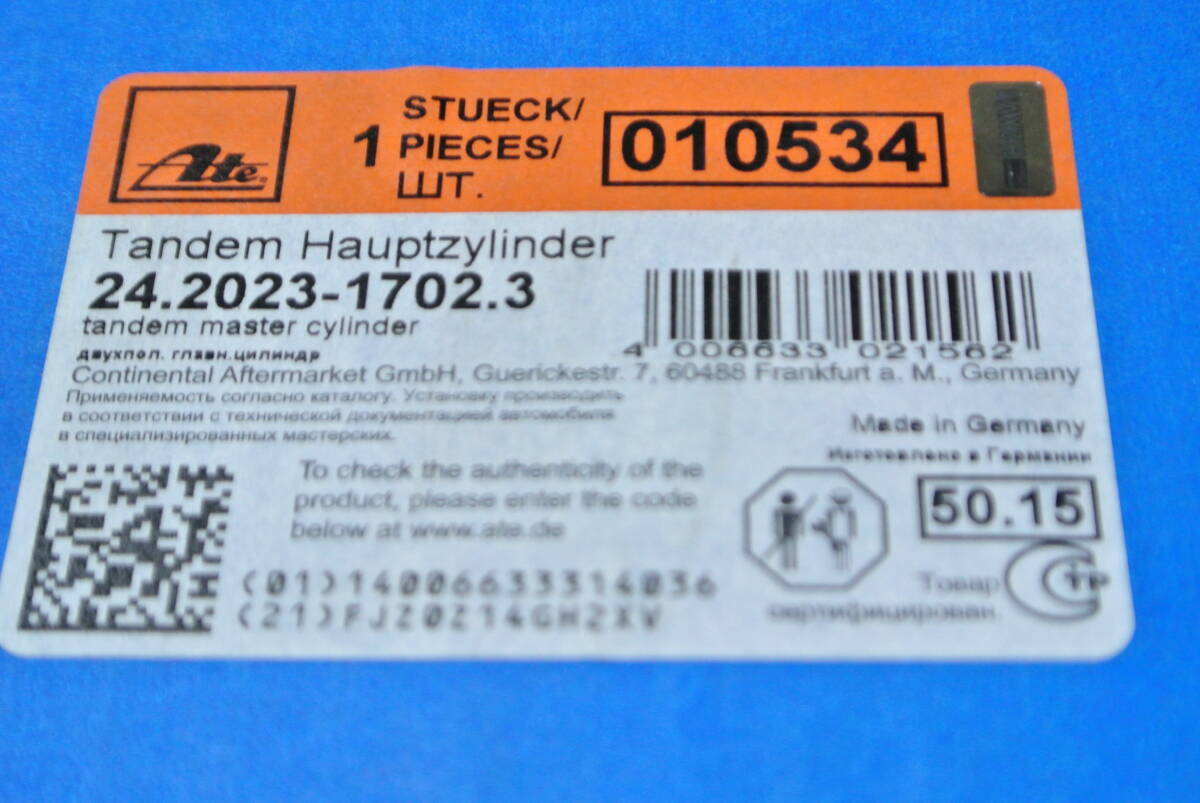 Ate
1 STUECK/
PIECES/
ШТ.
010534
Tandem Hauptzylinder
24.2023-1702.3
tandem master cylinder
двухпол. главн.цилиндр
4 006633 021562
Continental Aftermarket GmbH, Guerickestr. 7, 60488 Frankfurt a. M., Germany
Применяемость согласно каталогу. Установку производить
в соответствии с технической документацией автомобиля
в специализированных мастерских.
Made in Germany
Изготовлено в Германии
50.15
To check the authenticity of the
product, please enter the code
below at www.ate.de
(01)14006633314036
(21)FJZ0Z14GH2XV
Товар
сертифицирован.